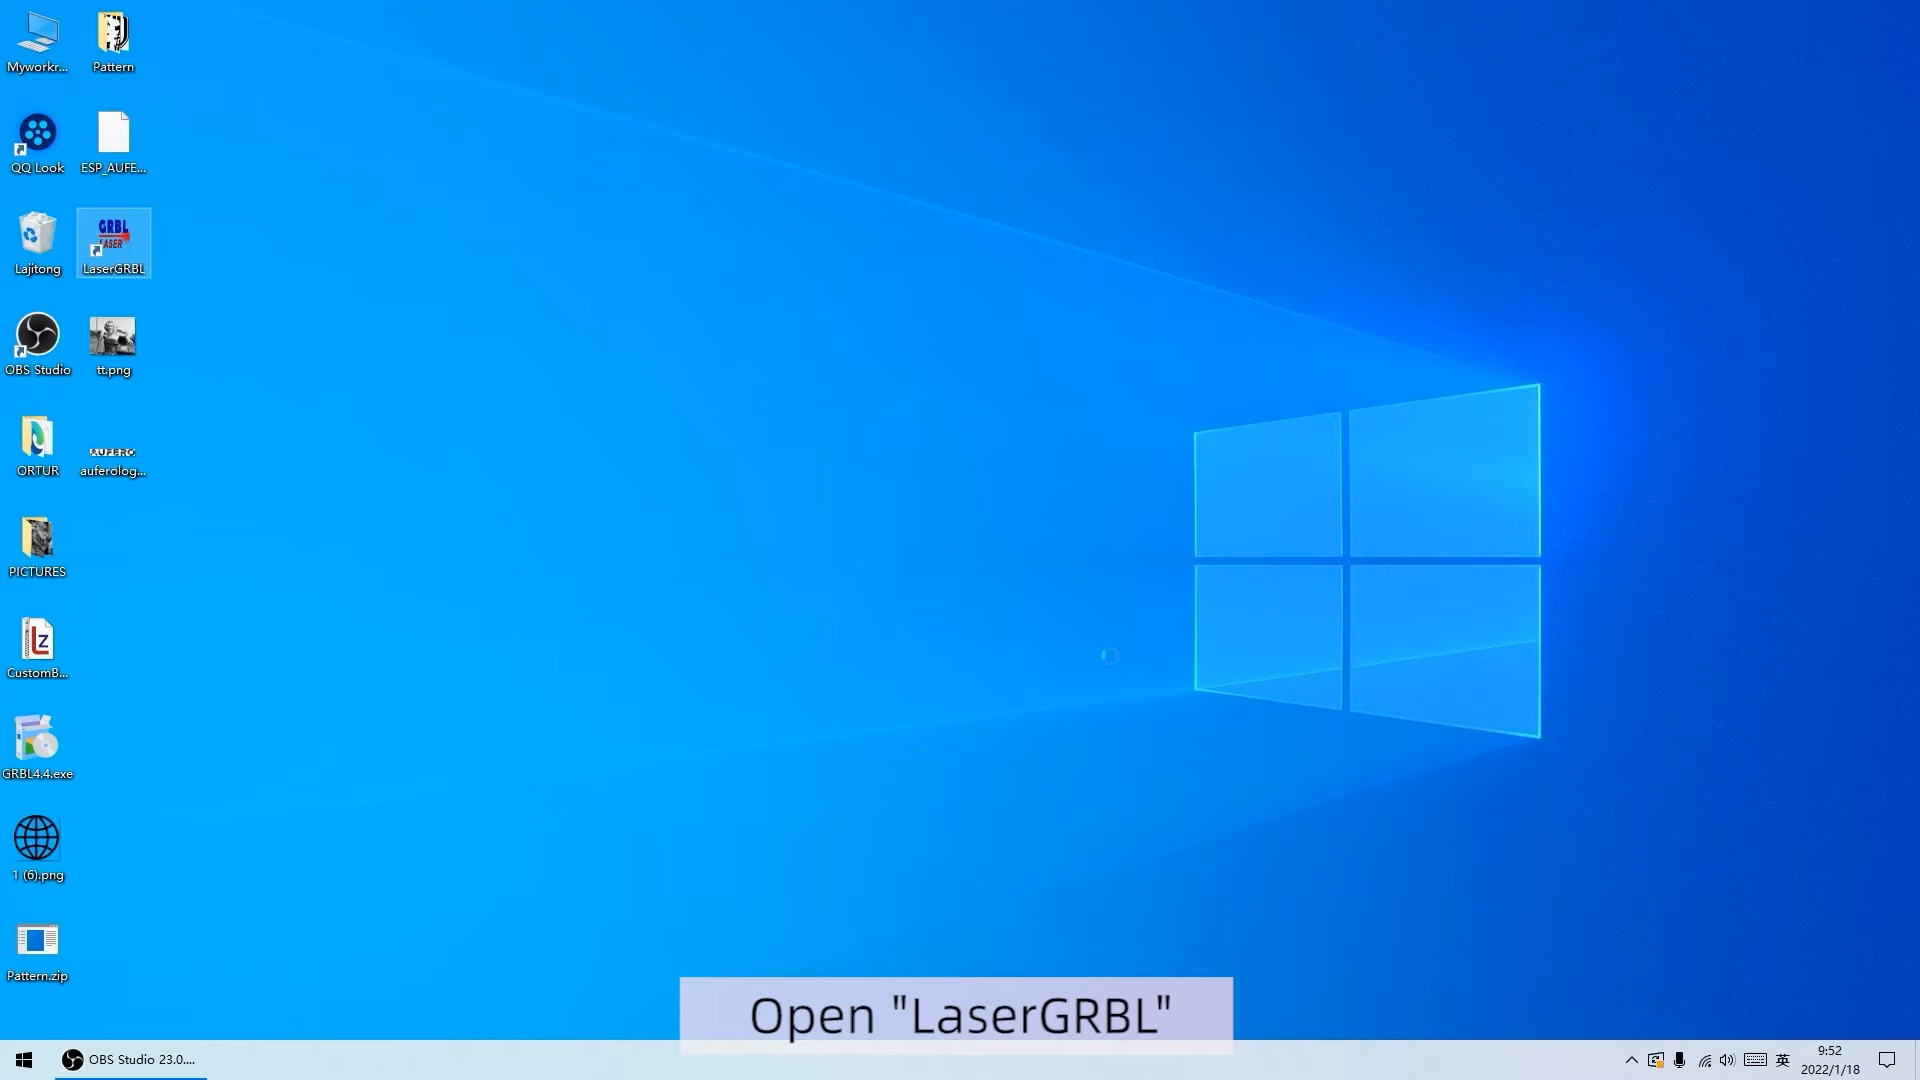 Myworkr...
Pattern
QQ Look
ESP_AUFE...
Lajitong
GRBL
LASER
LaserGRBL
OBS Studio
tt.png
ORTUR
AUFERO
auferolog...
PICTURES
LZ
CustomB...
GRBL4.4.exe
1 (6).png
Pattern.zip
Open "LaserGRBL"
OBS Studio 23.0....
英
9:52
2022/1/18